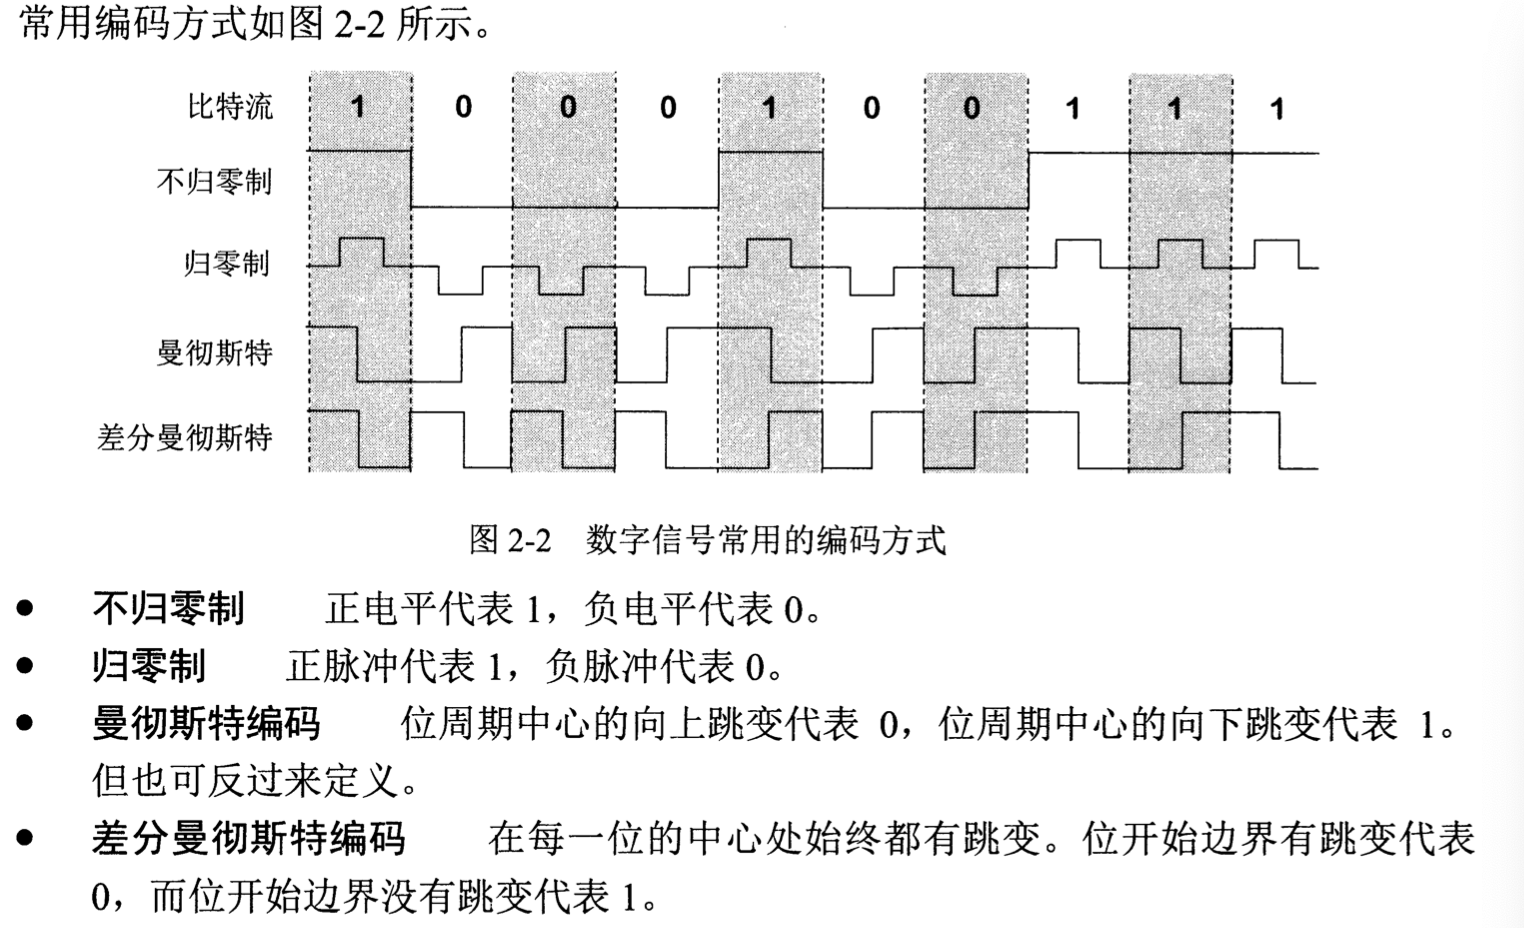 常用编码方式如图 2-2 所示。
比特流 1 0 0 0 1 0 0 1 1 1
不归零制
归零制
曼彻斯特
差分曼彻斯特
图 2-2 数字信号常用的编码方式
● 不归零制 正电平代表 1，负电平代表 0。
● 归零制 正脉冲代表 1，负脉冲代表 0。
● 曼彻斯特编码 位周期中心的向上跳变代表 0，位周期中心的向下跳变代表 1。
但也可反过来定义。
● 差分曼彻斯特编码 在每一位的中心处始终都有跳变。位开始边界有跳变代表
0，而位开始边界没有跳变代表 1。